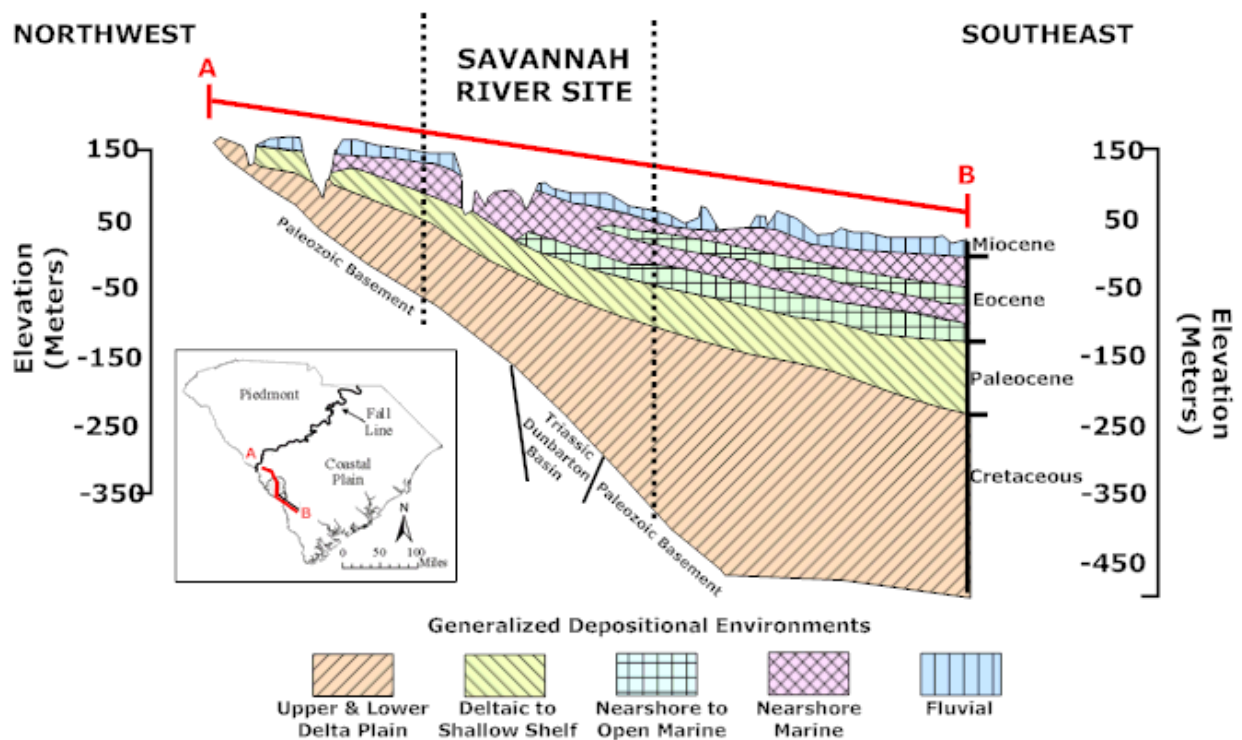 NORTHWEST
SOUTHEAST
SAVANNAH
RIVER SITE
A
B
150
50
-50
-150
-250
-350
Elevation
(Meters)
150
50
-50
-150
-250
-350
-450
Elevation
(Meters)
Miocene
Eocene
Paleocene
Cretaceous
Paleozoic Basement
Triassic
Dunbarton
Basin
Paleozoic Basement
Piedmont
Fall
Line
A
Coastal
Plain
B
N
0 50 100
Miles
Generalized Depositional Environments
Upper & Lower
Delta Plain
Deltaic to
Shallow Shelf
Nearshore to
Open Marine
Nearshore
Marine
Fluvial